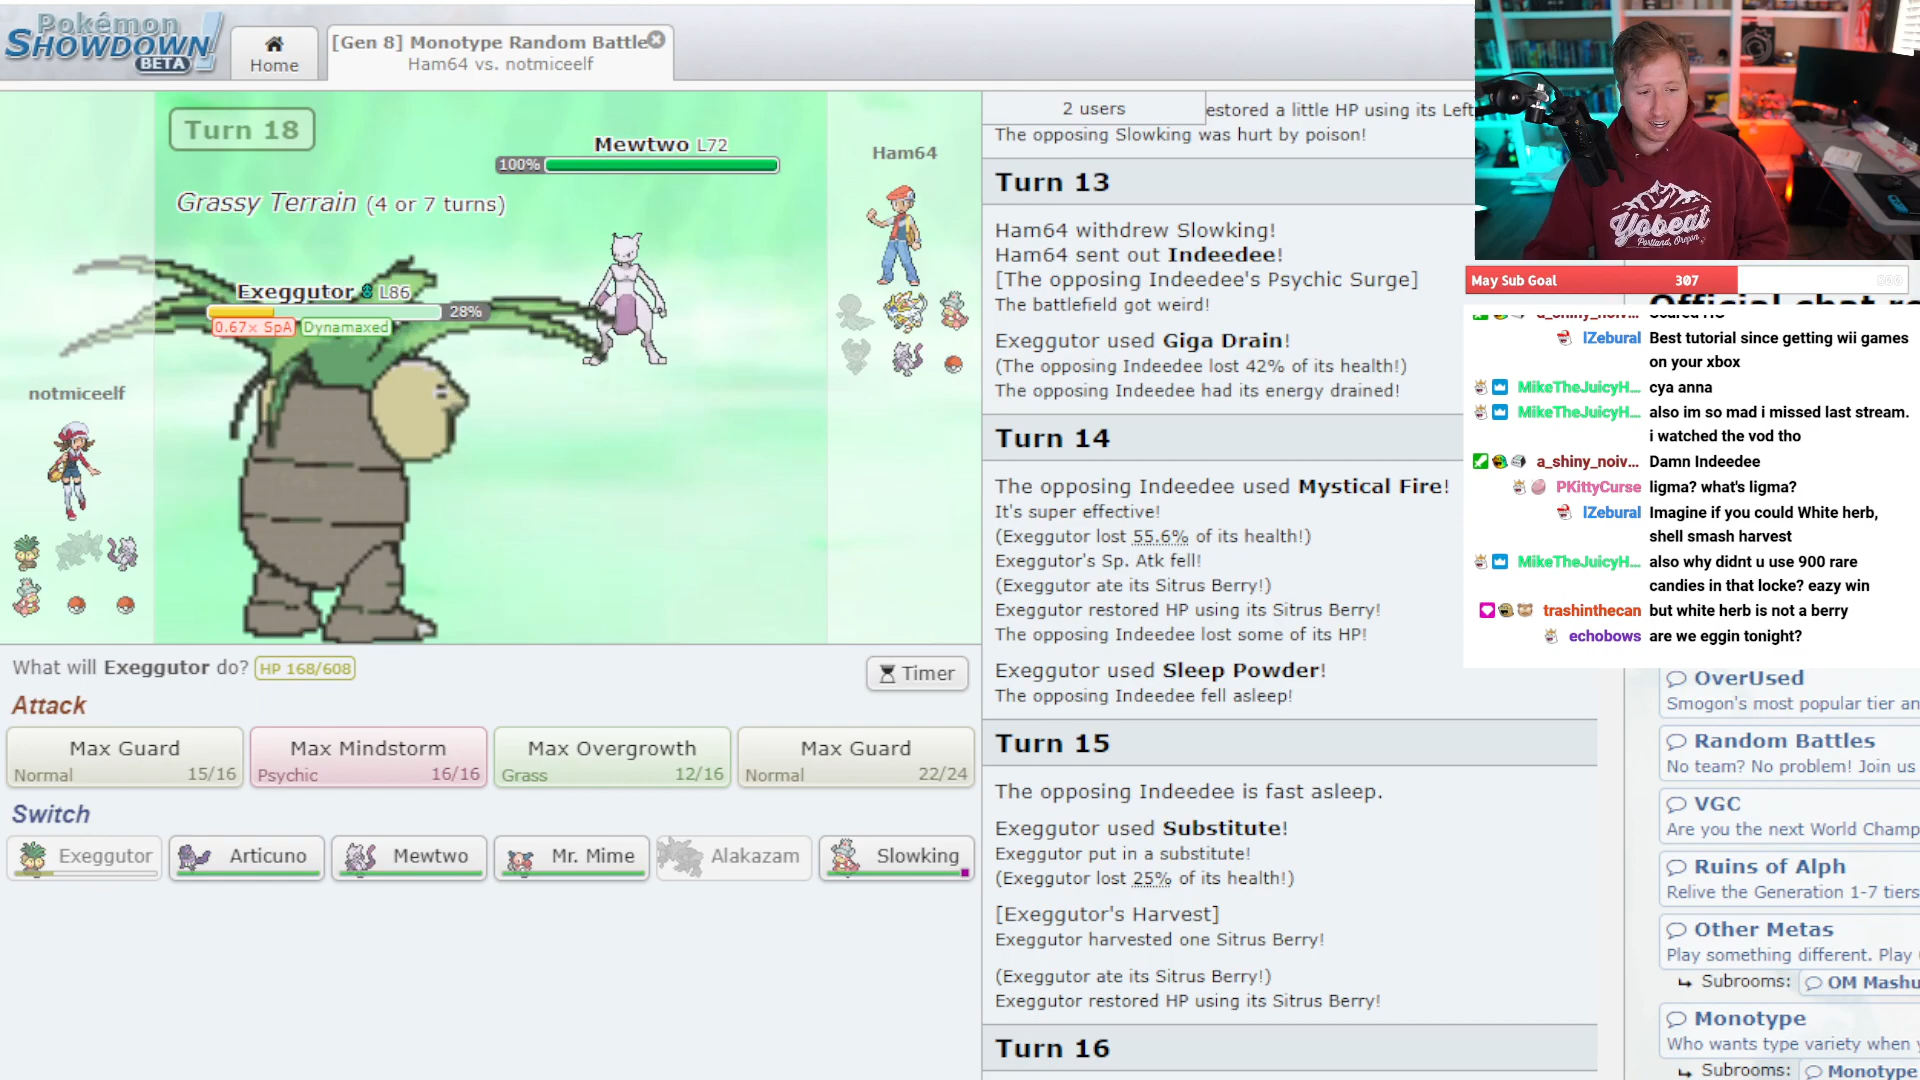 Pokémon
SHOWDOWN!
BETA
Home
[Gen 8] Monotype Random Battle
Ham64 vs. notmiceelf
Turn 18
Mewtwo L72
100%
Grassy Terrain (4 or 7 turns)
Exeggutor L86
28%
0.67× SpA
Dynamaxed
Ham64
notmiceelf
What will Exeggutor do? HP 168/608
Timer
Attack
Max Guard
Normal 15/16
Max Mindstorm
Psychic 16/16
Max Overgrowth
Grass 12/16
Max Guard
Normal 22/24
Switch
Exeggutor
Articuno
Mewtwo
Mr. Mime
Alakazam
Slowking
2 users
estored a little HP using its Left
The opposing Slowking was hurt by poison!
Turn 13
Ham64 withdrew Slowking!
Ham64 sent out Indeedee!
[The opposing Indeedee's Psychic Surge]
The battlefield got weird!
Exeggutor used Giga Drain!
(The opposing Indeedee lost 42% of its health!)
The opposing Indeedee had its energy drained!
Turn 14
The opposing Indeedee used Mystical Fire!
It's super effective!
(Exeggutor lost 55.6% of its health!)
Exeggutor's Sp. Atk fell!
(Exeggutor ate its Sitrus Berry!)
Exeggutor restored HP using its Sitrus Berry!
The opposing Indeedee lost some of its HP!
Exeggutor used Sleep Powder!
The opposing Indeedee fell asleep!
Turn 15
The opposing Indeedee is fast asleep.
Exeggutor used Substitute!
Exeggutor put in a substitute!
(Exeggutor lost 25% of its health!)
[Exeggutor's Harvest]
Exeggutor harvested one Sitrus Berry!
(Exeggutor ate its Sitrus Berry!)
Exeggutor restored HP using its Sitrus Berry!
Turn 16
Yobeat
Portland, Oregon
May Sub Goal 307
Official chat
lZebural Best tutorial since getting wii games
on your xbox
MikeTheJuicyH... cya anna
MikeTheJuicyH... also im so mad i missed last stream.
i watched the vod tho
a_shiny_noiv... Damn Indeedee
PKittyCurse ligma? what's ligma?
lZebural Imagine if you could White herb,
shell smash harvest
MikeTheJuicyH... also why didnt u use 900 rare
candies in that locke? eazy win
trashinthecan but white herb is not a berry
echobows are we eggin tonight?
OverUsed
Smogon's most popular tier an
Random Battles
No team? No problem! Join us
VGC
Are you the next World Champ
Ruins of Alph
Relive the Generation 1-7 tiers
Other Metas
Play something different. Play
Subrooms: OM Mashu
Monotype
Who wants type variety when
Subrooms: Monotype